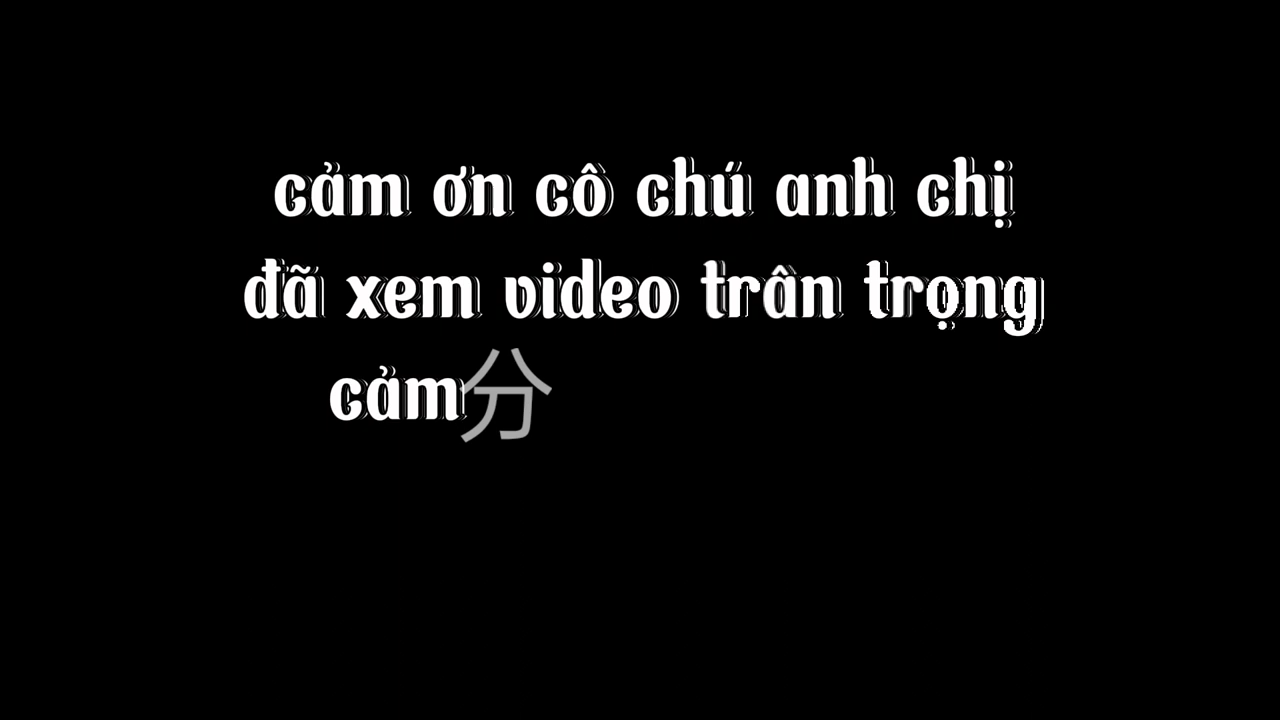 cảm ơn cô chú anh chị
đã xem video trân trọng
cảm分